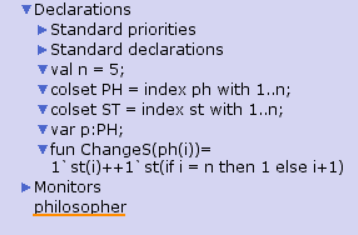 Declarations
Standard priorities
Standard declarations
val n = 5;
colset PH = index ph with 1..n;
colset ST = index st with 1..n;
var p:PH;
fun ChangeS(ph(i))=
1`st(i)++1`st(if i = n then 1 else i+1)
Monitors
philosopher